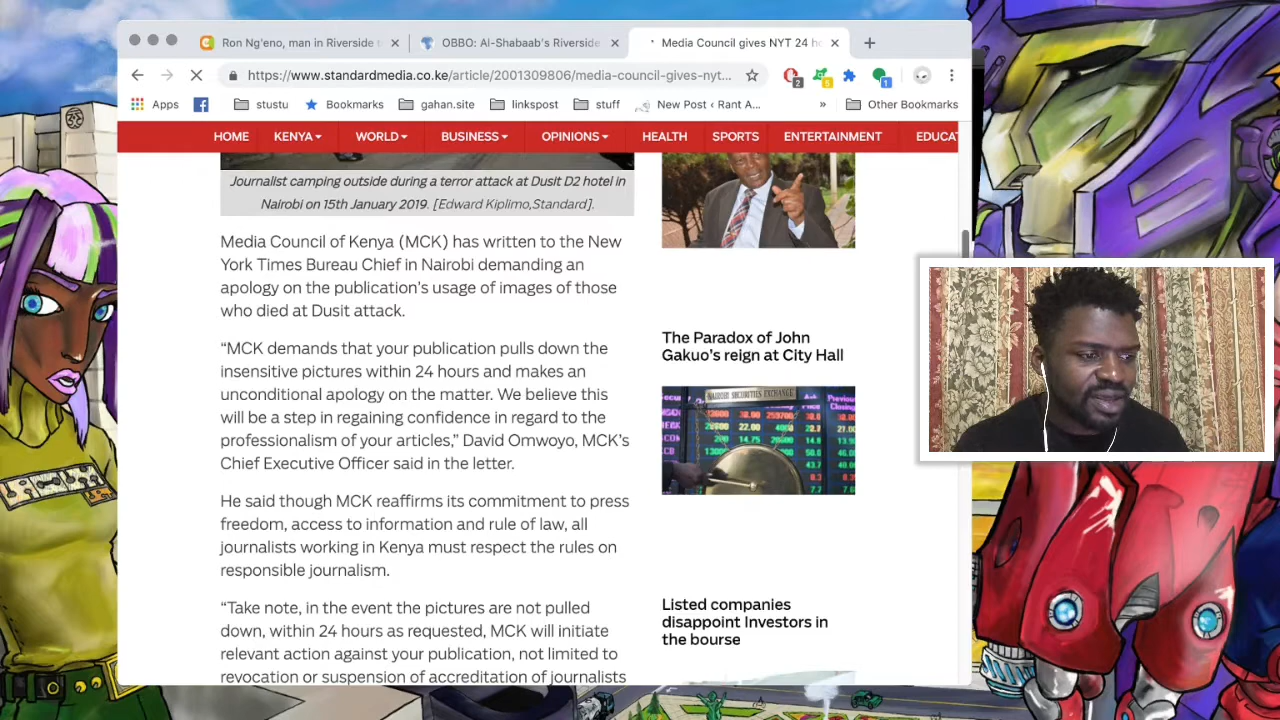 Ron Ng'eno, man in Riverside t
OBBO: Al-Shabaab's Riverside
Media Council gives NYT 24 ho
https://www.standardmedia.co.ke/article/2001309806/media-council-gives-nyt...
2
5
1
Apps
stustu
Bookmarks
gahan.site
linkspost
stuff
New Post ‹ Rant A...
»
Other Bookmarks
HOME
KENYA
WORLD
BUSINESS
OPINIONS
HEALTH
SPORTS
ENTERTAINMENT
EDUCA
Journalist camping outside during a terror attack at Dusit D2 hotel in
Nairobi on 15th January 2019. [Edward Kiplimo,Standard].
Media Council of Kenya (MCK) has written to the New
York Times Bureau Chief in Nairobi demanding an
apology on the publication's usage of images of those
who died at Dusit attack.
“MCK demands that your publication pulls down the
insensitive pictures within 24 hours and makes an
unconditional apology on the matter. We believe this
will be a step in regaining confidence in regard to the
professionalism of your articles,” David Omwoyo, MCK’s
Chief Executive Officer said in the letter.
He said though MCK reaffirms its commitment to press
freedom, access to information and rule of law, all
journalists working in Kenya must respect the rules on
responsible journalism.
“Take note, in the event the pictures are not pulled
down, within 24 hours as requested, MCK will initiate
relevant action against your publication, not limited to
revocation or suspension of accreditation of journalists
The Paradox of John
Gakuo’s reign at City Hall
NAIROBI SECURITIES EXCHANGE
Listed companies
disappoint Investors in
the bourse